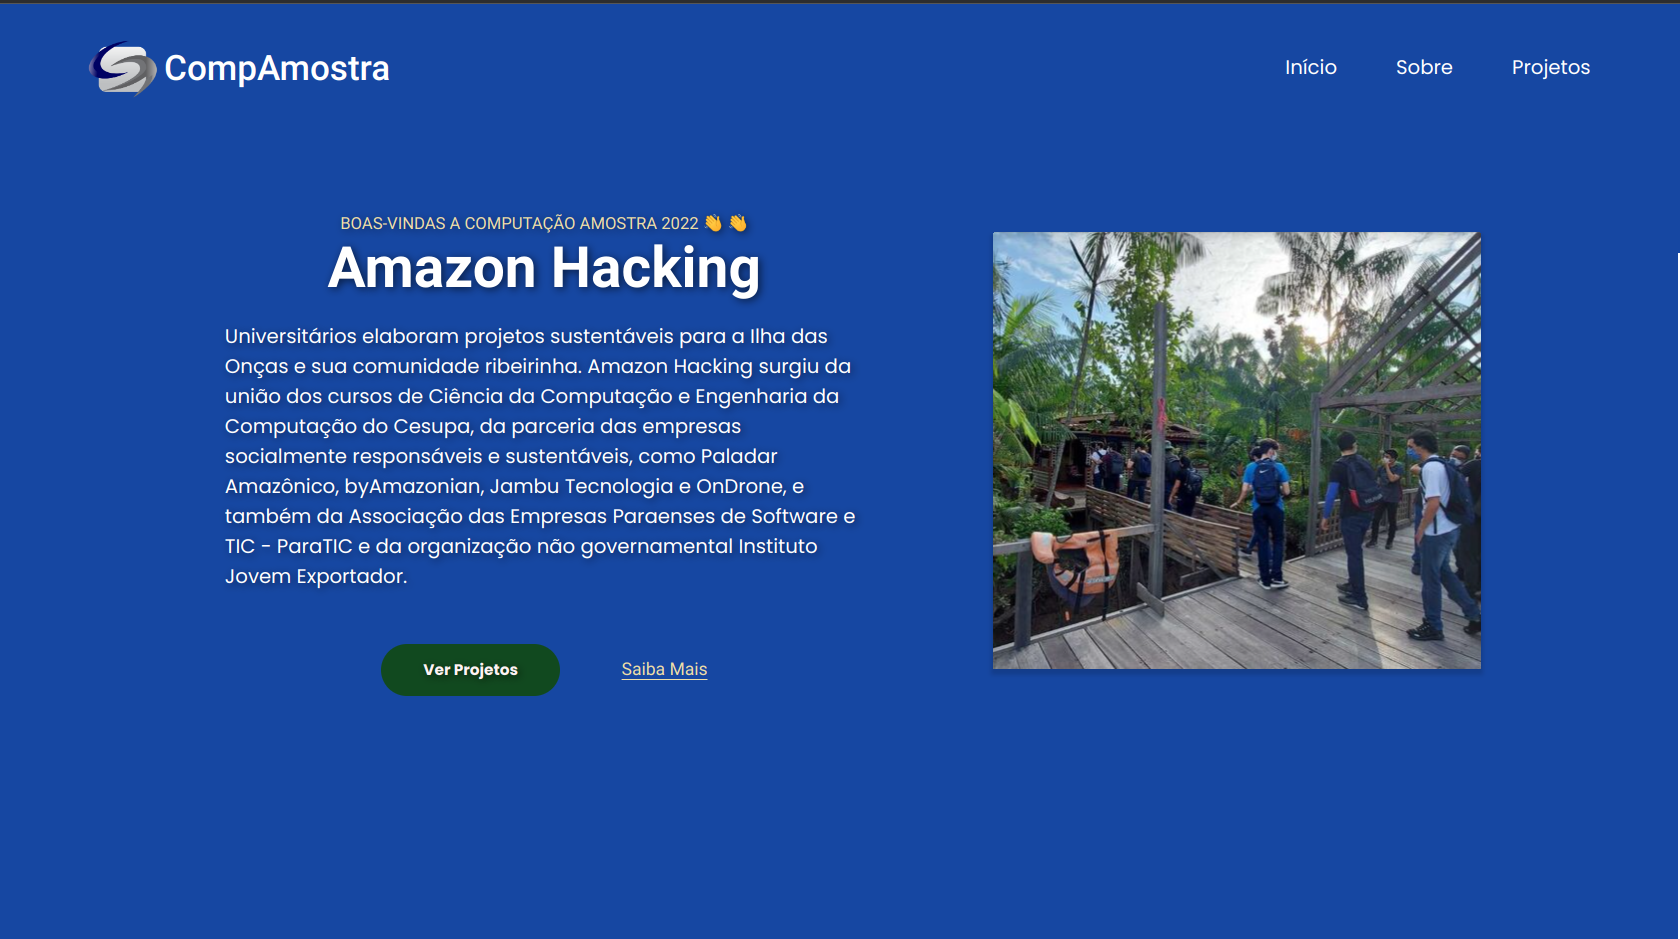 CompAmostra
Início
Sobre
Projetos
BOAS-VINDAS A COMPUTAÇÃO AMOSTRA 2022 👏 👏
Amazon Hacking
Universitários elaboram projetos sustentáveis para a Ilha das
Onças e sua comunidade ribeirinha. Amazon Hacking surgiu da
união dos cursos de Ciência da Computação e Engenharia da
Computação do Cesupa, da parceria das empresas
socialmente responsáveis e sustentáveis, como Paladar
Amazônico, byAmazonian, Jambu Tecnologia e OnDrone, e
também da Associação das Empresas Paraenses de Software e
TIC - ParaTIC e da organização não governamental Instituto
Jovem Exportador.
Ver Projetos
Saiba Mais